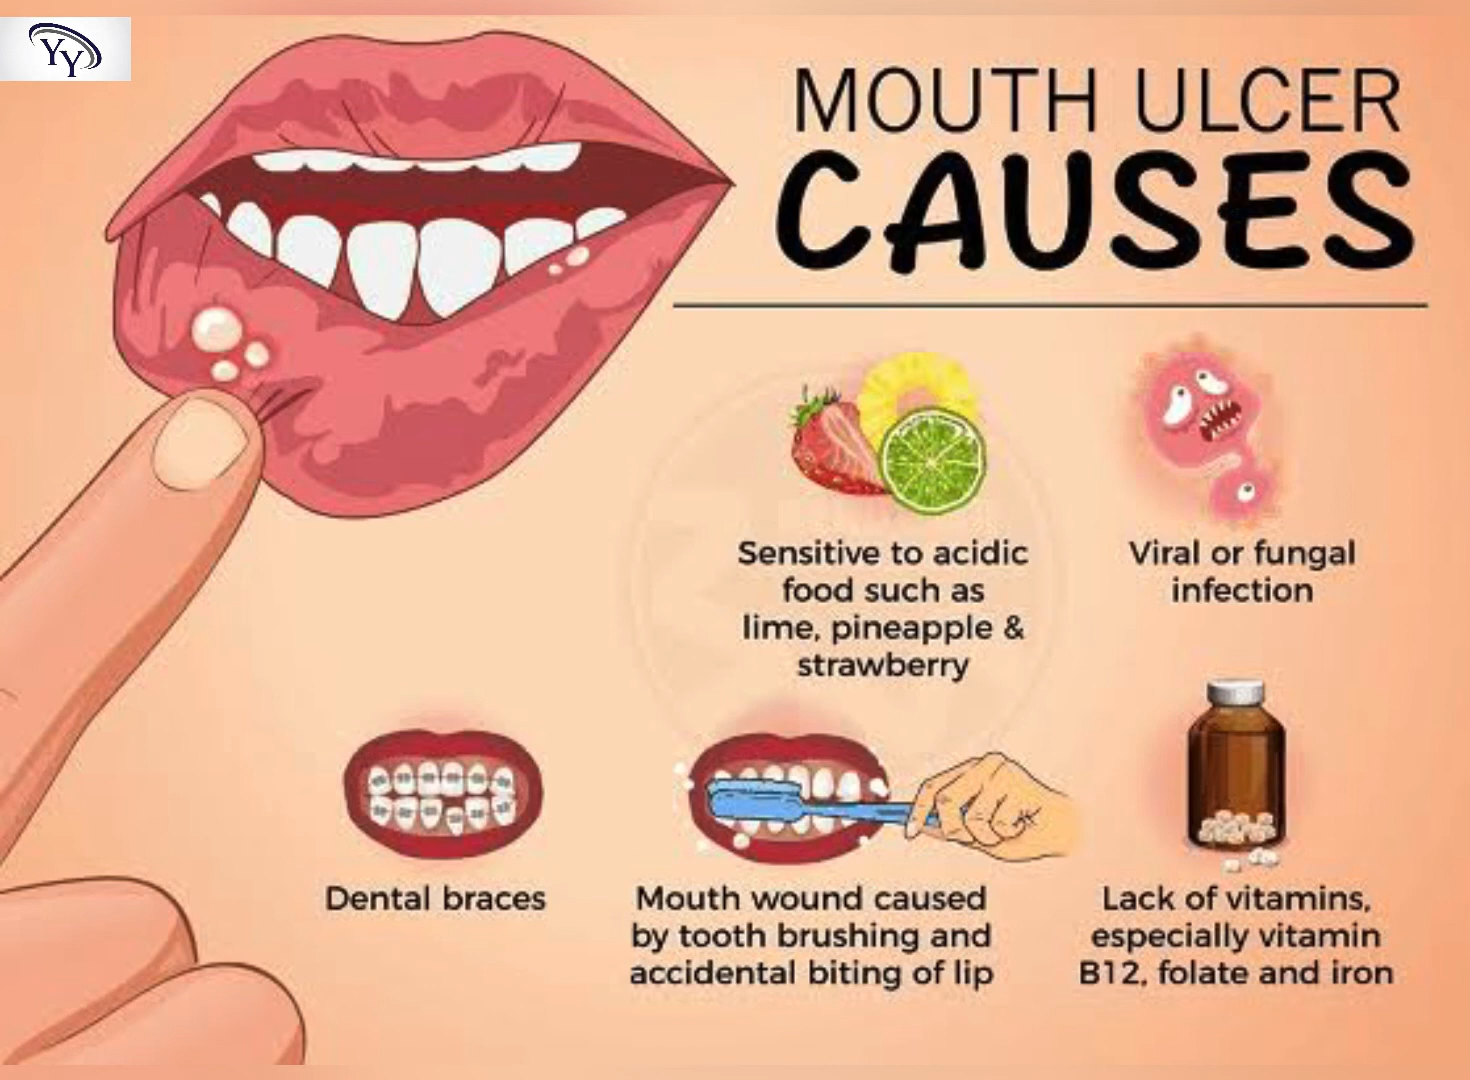 YY
MOUTH ULCER
CAUSES
Sensitive to acidic
food such as
lime, pineapple &
strawberry
Viral or fungal
infection
Dental braces
Mouth wound caused
by tooth brushing and
accidental biting of lip
Lack of vitamins,
especially vitamin
B12, folate and iron